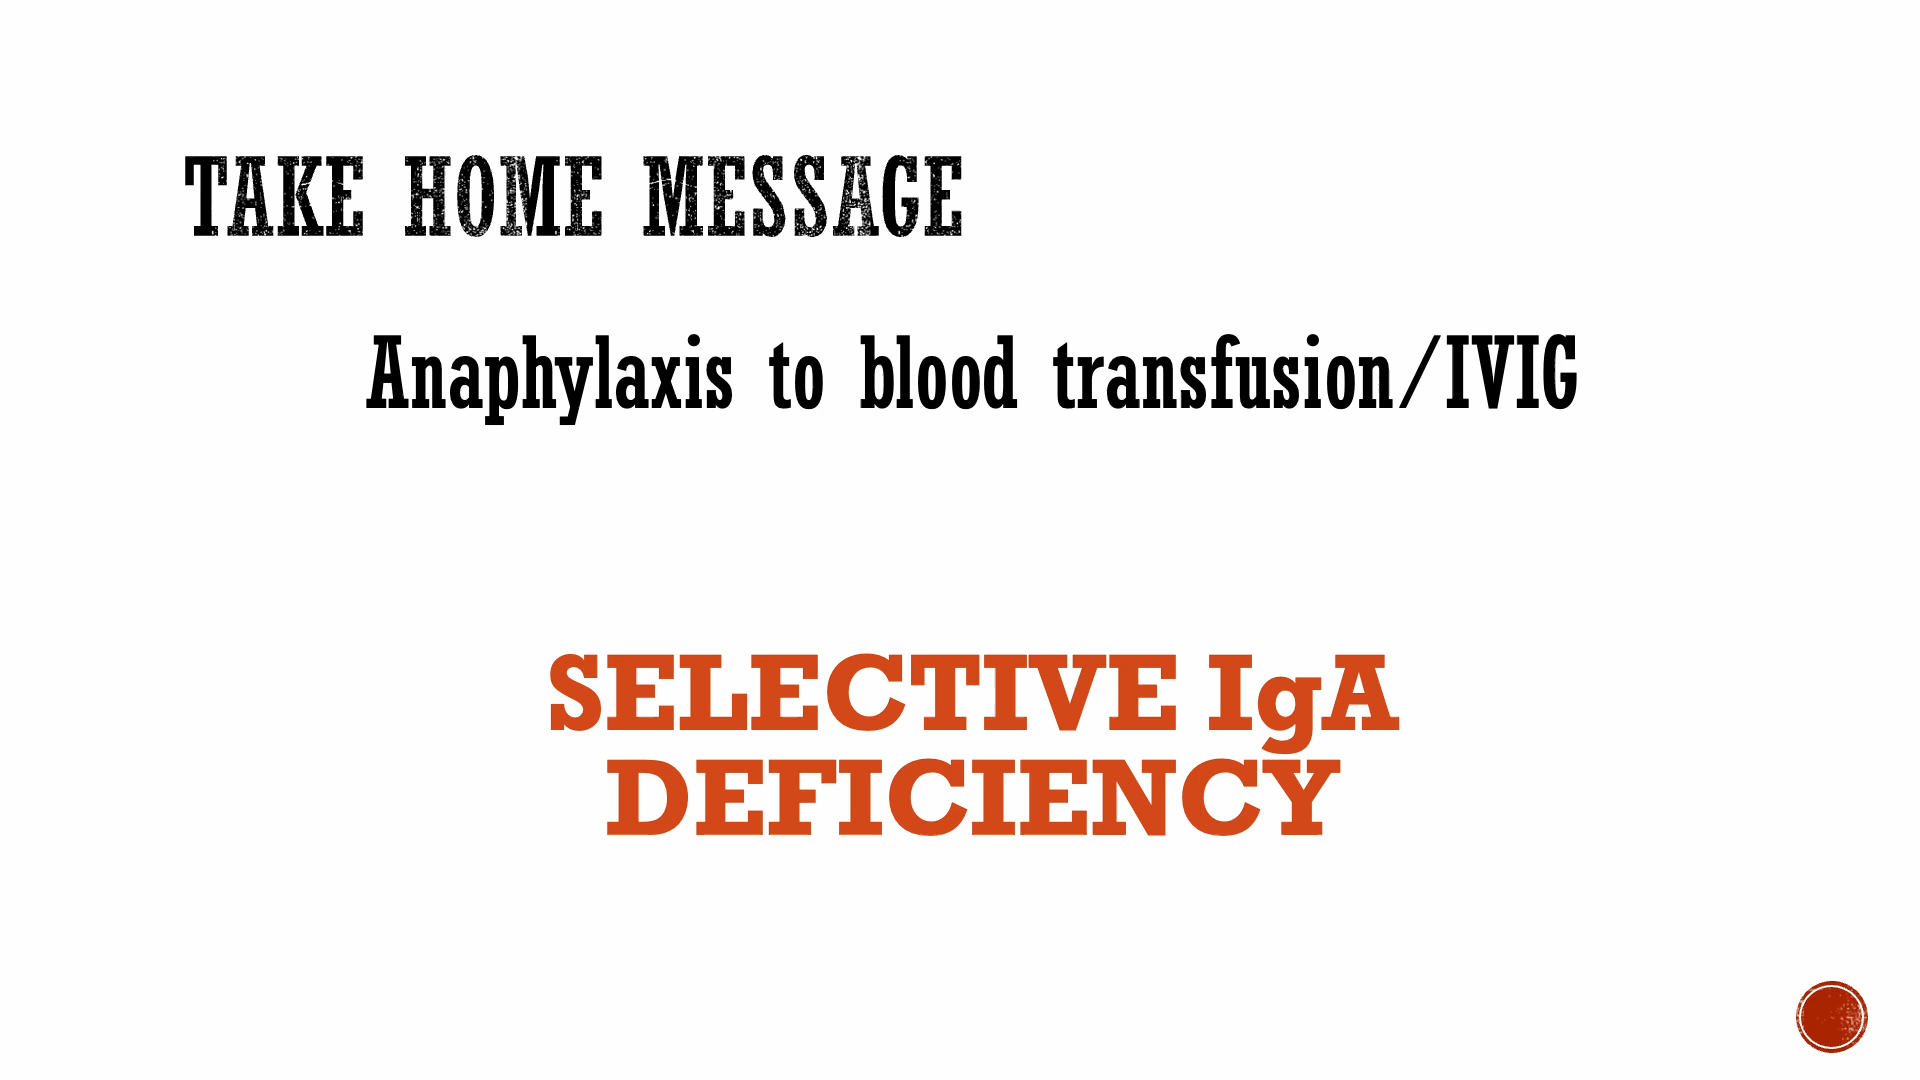 TAKE HOME MESSAGE
Anaphylaxis to blood transfusion/IVIG
SELECTIVE IgA
DEFICIENCY